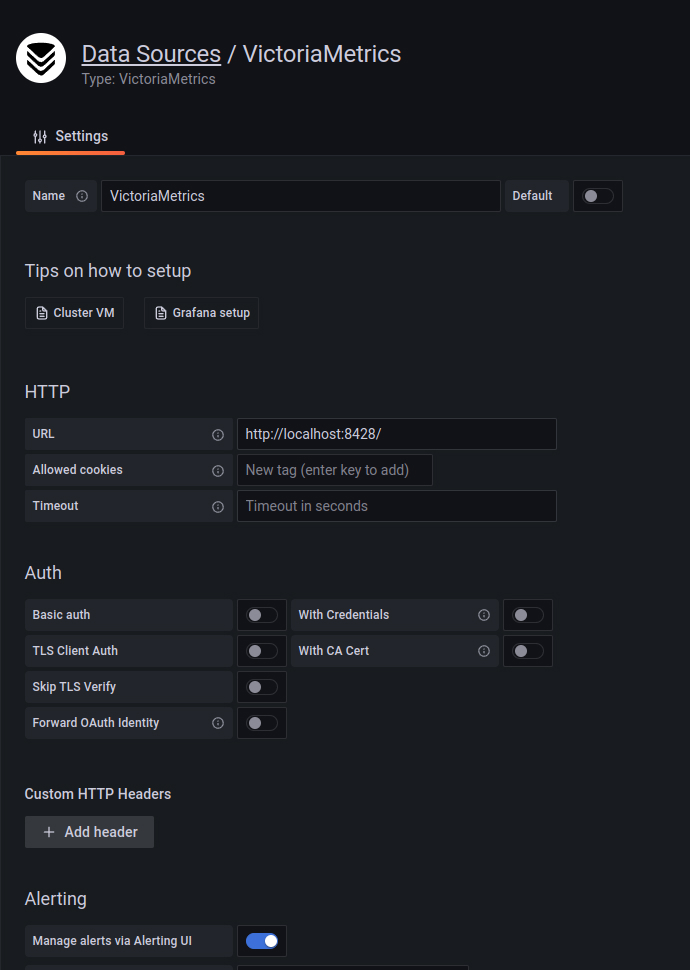 Data Sources / VictoriaMetrics
Type: VictoriaMetrics
Settings
Name VictoriaMetrics Default
Tips on how to setup
Cluster VM Grafana setup
HTTP
URL http://localhost:8428/
Allowed cookies New tag (enter key to add)
Timeout Timeout in seconds
Auth
Basic auth With Credentials
TLS Client Auth With CA Cert
Skip TLS Verify
Forward OAuth Identity
Custom HTTP Headers
+ Add header
Alerting
Manage alerts via Alerting UI